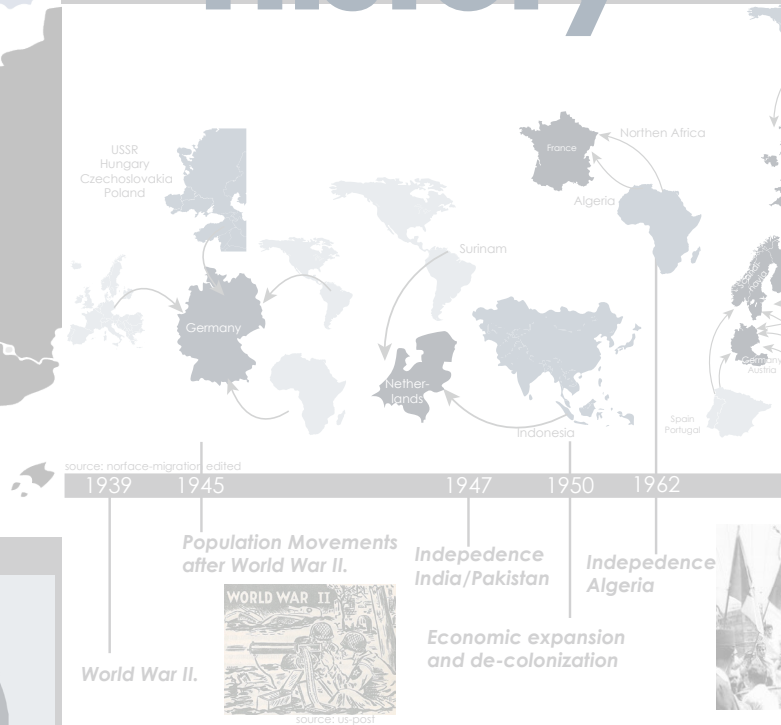 History
USSR
Hungary
Czechoslovakia
Poland
Germany
Surinam
Nether-
lands
Indonesia
France
Northen Africa
Algeria
Germany
Austria
Spain
Portugal
source: norface-migration edited
1939
1945
1947
1950
1962
Population Movements
after World War II.
Indepedence
India/Pakistan
Indepedence
Algeria
Economic expansion
and de-colonization
World War II.
WORLD WAR II
source: us-post